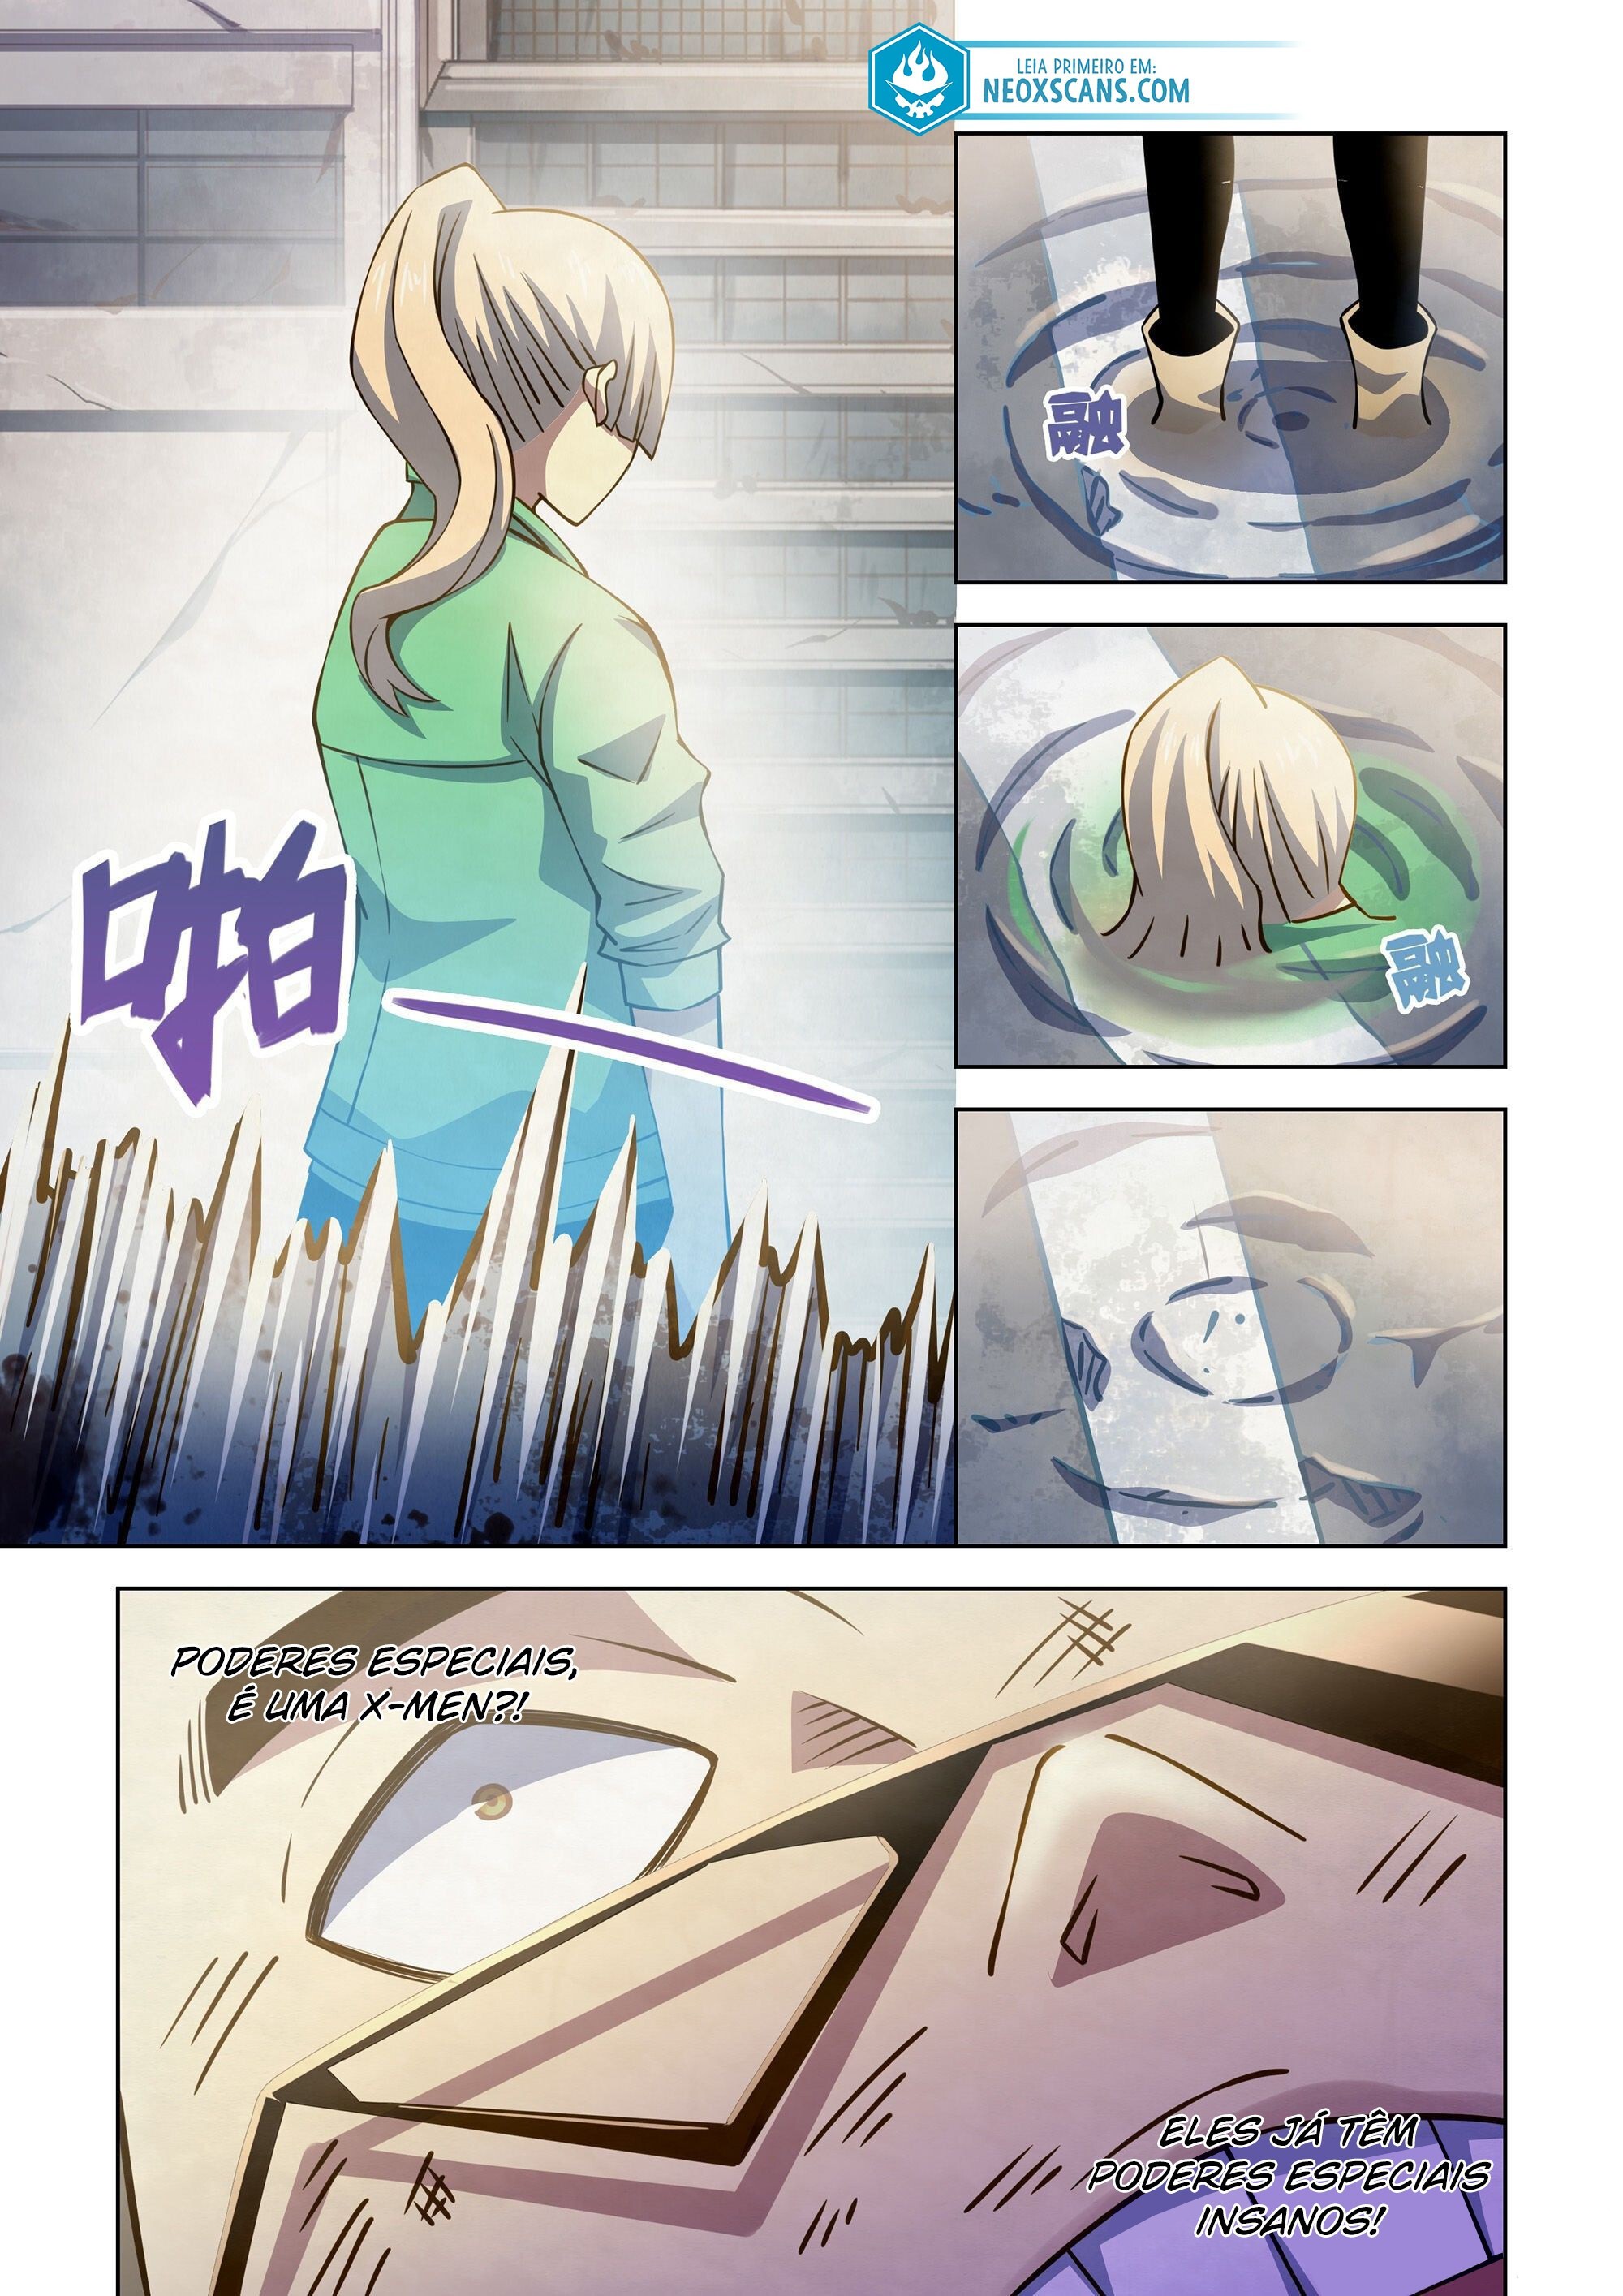 LEIA PRIMEIRO EM:
NEOXSCANS.COM
融
融
啪
PODERES ESPECIAIS,
É UMA X-MEN?!
ELES JÁ TÊM
PODERES ESPECIAIS
INSANOS!